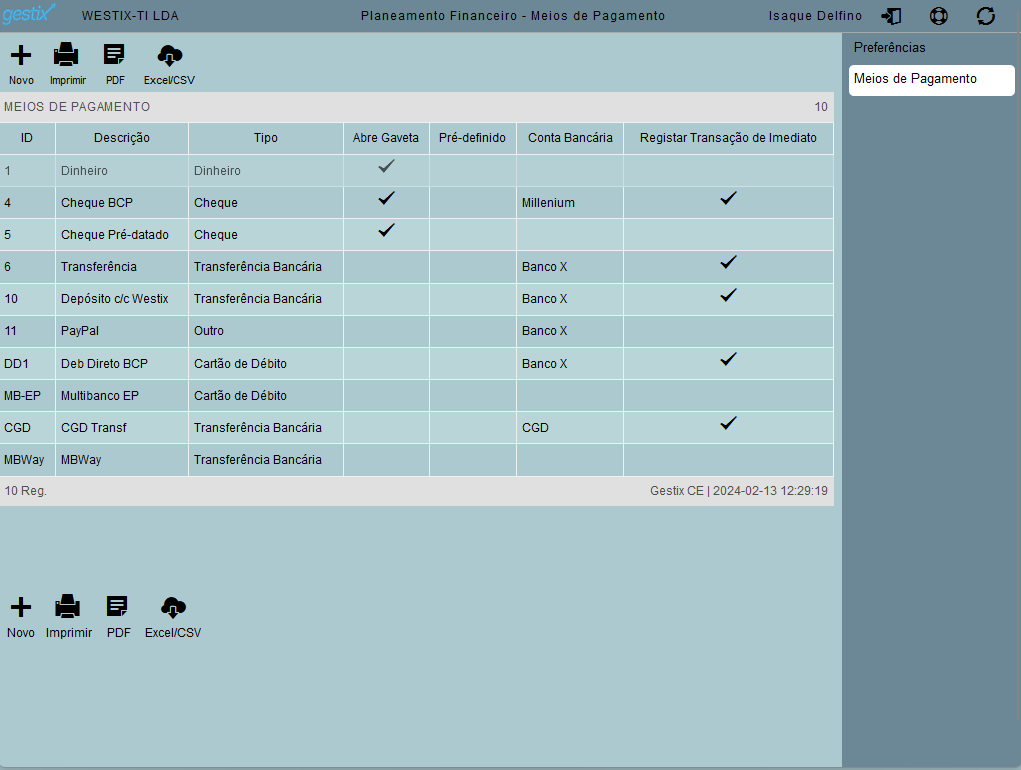 gestix WESTIX-TI LDA Planeamento Financeiro - Meios de Pagamento Isaque Delfino
Preferências
Meios de Pagamento
Novo Imprimir PDF Excel/CSV
MEIOS DE PAGAMENTO 10
ID Descrição Tipo Abre Gaveta Pré-definido Conta Bancária Registar Transação de Imediato
1 Dinheiro Dinheiro
4 Cheque BCP Cheque Millenium
5 Cheque Pré-datado Cheque
6 Transferência Transferência Bancária Banco X
10 Depósito c/c Westix Transferência Bancária Banco X
11 PayPal Outro Banco X
DD1 Deb Direto BCP Cartão de Débito Banco X
MB-EP Multibanco EP Cartão de Débito
CGD CGD Transf Transferência Bancária CGD
MBWay MBWay Transferência Bancária
10 Reg. Gestix CE | 2024-02-13 12:29:19
Novo Imprimir PDF Excel/CSV